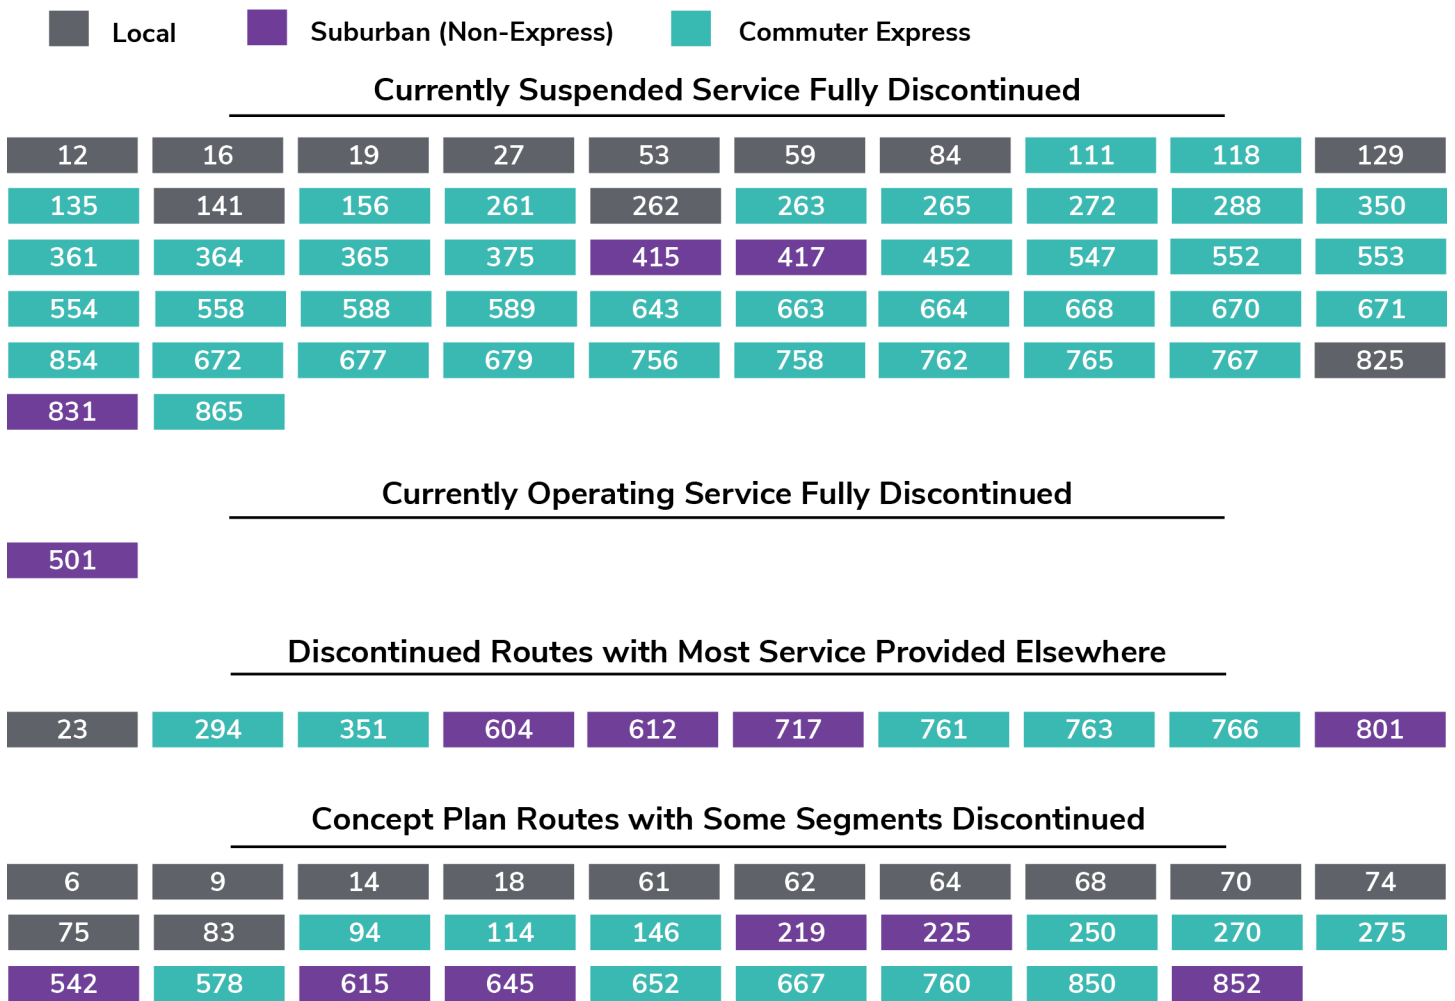 Local Suburban (Non-Express) Commuter Express
Currently Suspended Service Fully Discontinued
12 16 19 27 53 59 84 111 118 129
135 141 156 261 262 263 265 272 288 350
361 364 365 375 415 417 452 547 552 553
554 558 588 589 643 663 664 668 670 671
854 672 677 679 756 758 762 765 767 825
831 865
Currently Operating Service Fully Discontinued
501
Discontinued Routes with Most Service Provided Elsewhere
23 294 351 604 612 717 761 763 766 801
Concept Plan Routes with Some Segments Discontinued
6 9 14 18 61 62 64 68 70 74
75 83 94 114 146 219 225 250 270 275
542 578 615 645 652 667 760 850 852